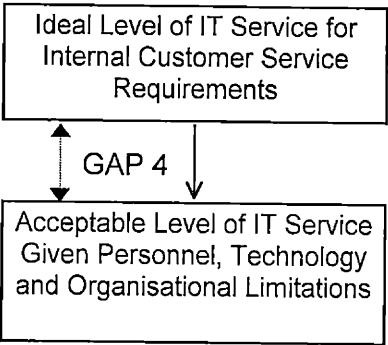 Ideal Level of IT Service for
Internal Customer Service
Requirements
GAP 4
Acceptable Level of IT Service
Given Personnel, Technology
and Organisational Limitations